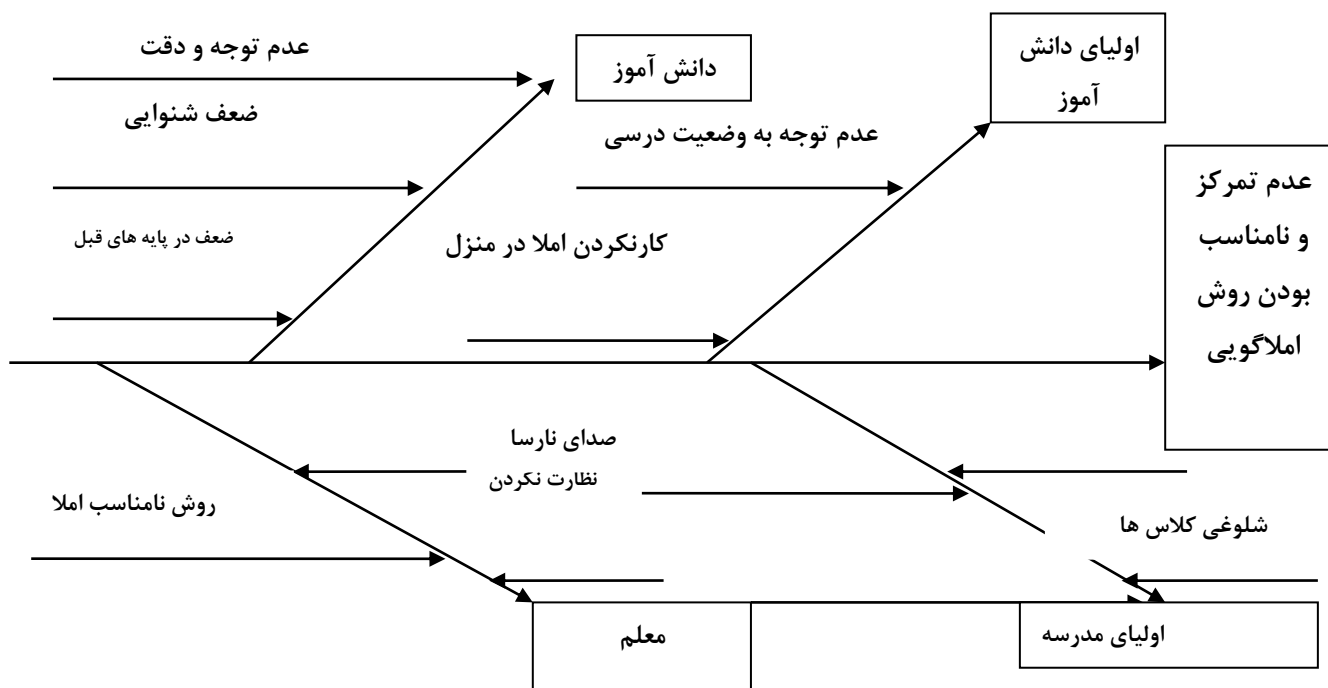 عدم توجه و دقت
دانش آموز
اولیای دانش
آموز
ضعف شنوایی
عدم توجه به وضعیت درسی
عدم تمرکز
و نامناسب
بودن روش
املاگویی
ضعف در پایه های قبل
کارنکردن املا در منزل
صدای نارسا
نظارت نکردن
روش نامناسب املا
شلوغی کلاس ها
معلم
اولیای مدرسه